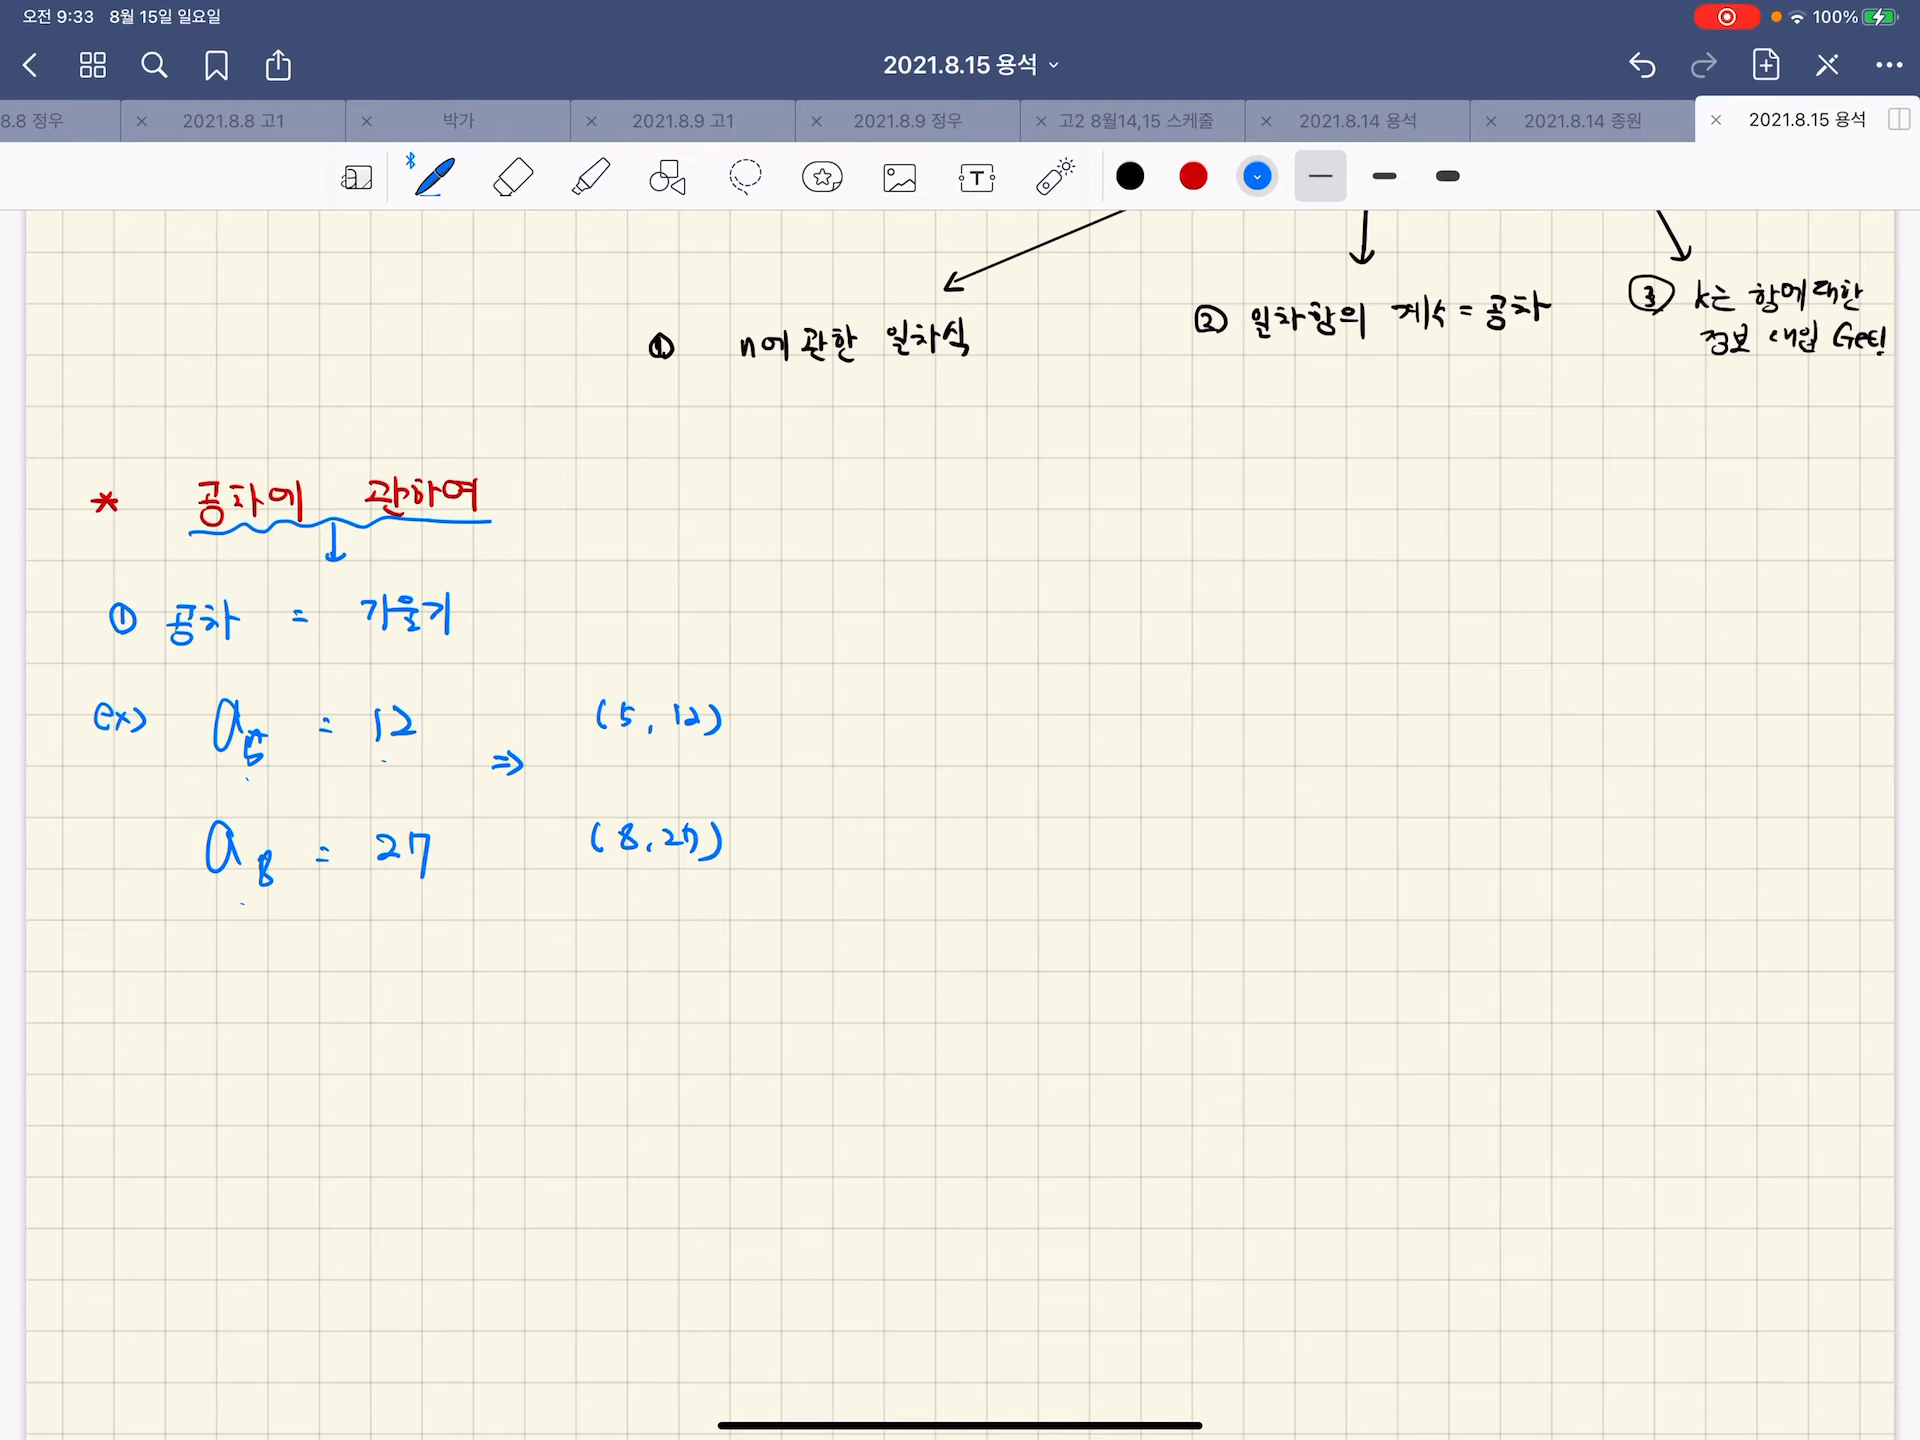 오전 9:33 8월 15일 일요일
100%
2021.8.15 용석
8.8 정우
2021.8.8 고1
박가
2021.8.9 고1
2021.8.9 정우
고2 8월14,15 스케줄
2021.8.14 용석
2021.8.14 종원
2021.8.15 용석
① n에 관한 일차식
② 일차항의 계수 = 공차
③ k는 항에 대한
정보 대입 Get!
* 공차에 관하여
① 공차 = 기울기
ex) a5 = 12 ⇒ (5, 12)
a8 = 27 (8, 27)